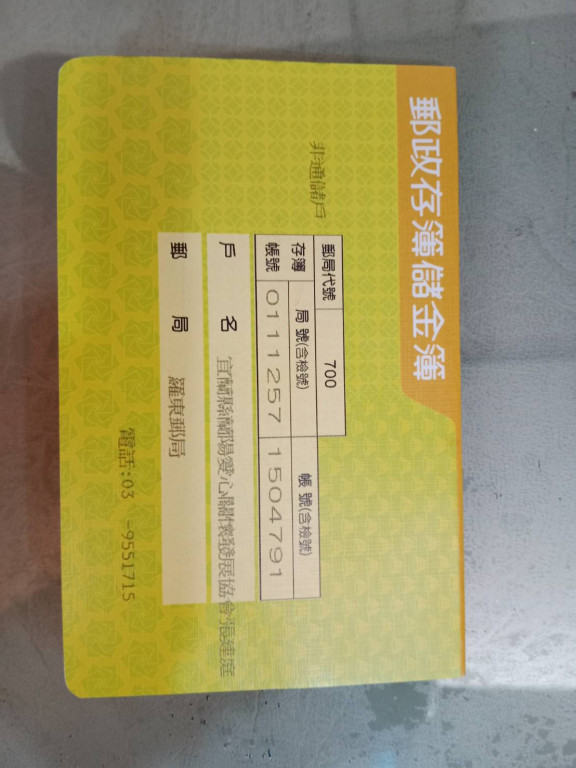 郵政存簿儲金簿
非通儲戶
郵局代號 700
存簿帳號 局 號(含檢號) 帳 號(含檢號)
0111257 1504791
戶 名 宜蘭縣蘭陽愛心關懷發展協會張建庭
郵 局 羅東郵局
電話:03 -9551715